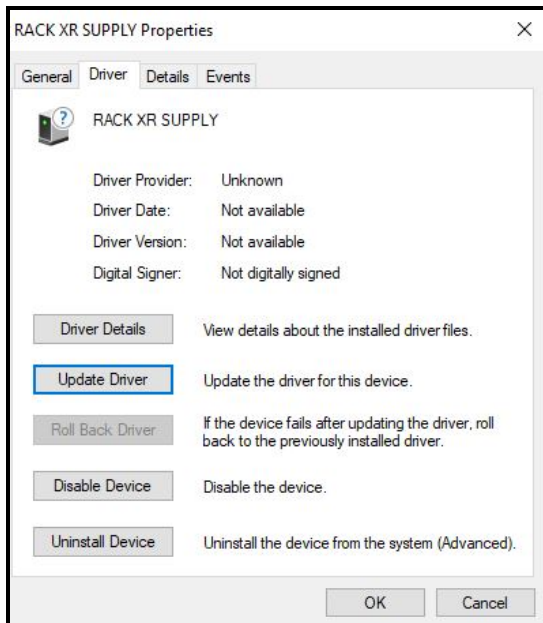 RACK XR SUPPLY Properties
General Driver Details Events
RACK XR SUPPLY
Driver Provider: Unknown
Driver Date: Not available
Driver Version: Not available
Digital Signer: Not digitally signed
Driver Details View details about the installed driver files.
Update Driver Update the driver for this device.
Roll Back Driver If the device fails after updating the driver, roll
back to the previously installed driver.
Disable Device Disable the device.
Uninstall Device Uninstall the device from the system (Advanced).
OK Cancel